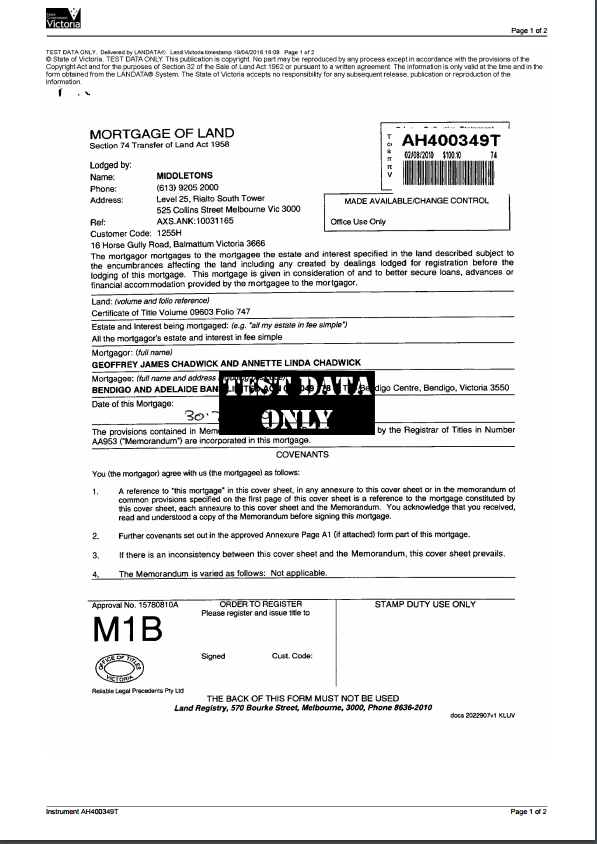 State Government
Victoria
Page 1 of 2
TEST DATA ONLY. Delivered by LANDATA®. Land Victoria timestamp 19/04/2016 16:09 Page 1 of 2
© State of Victoria. TEST DATA ONLY. This publication is copyright. No part may be reproduced by any process except in accordance with the provisions of the
Copyright Act and for the purposes of Section 32 of the Sale of Land Act 1962 or pursuant to a written agreement. The information is only valid at the time and in the
form obtained from the LANDATA® System. The State of Victoria accepts no responsibility for any subsequent release, publication or reproduction of the
information.
MORTGAGE OF LAND
Section 74 Transfer of Land Act 1958
AH400349T
02/08/2010 $100.10 74
Lodged by:
Name: MIDDLETONS
Phone: (613) 9205 2000
Address: Level 25, Rialto South Tower
525 Collins Street Melbourne Vic 3000
Ref: AXS.ANK:10031165
Customer Code: 1255H
MADE AVAILABLE/CHANGE CONTROL
Office Use Only
16 Horse Gully Road, Balmattum Victoria 3666
The mortgagor mortgages to the mortgagee the estate and interest specified in the land described subject to
the encumbrances affecting the land including any created by dealings lodged for registration before the
lodging of this mortgage. This mortgage is given in consideration of and to better secure loans, advances or
financial accommodation provided by the mortgagee to the mortgagor.
Land: (volume and folio reference)
Certificate of Title Volume 09603 Folio 747
Estate and Interest being mortgaged: (e.g. "all my estate in fee simple")
All the mortgagor's estate and interest in fee simple
Mortgagor: (full name)
GEOFFREY JAMES CHADWICK AND ANNETTE LINDA CHADWICK
Mortgagee: (full name and address
BENDIGO AND ADELAIDE Bendigo Centre, Bendigo, Victoria 3550
TEST DATA
ONLY
Date of this Mortgage:
30·7
The provisions contained in by the Registrar of Titles in Number
AA953 ("Memorandum") are incorporated in this mortgage.
COVENANTS
You (the mortgagor) agree with us (the mortgagee) as follows:
1. A reference to "this mortgage" in this cover sheet, in any annexure to this cover sheet or in the memorandum of
common provisions specified on the first page of this cover sheet is a reference to the mortgage constituted by
this cover sheet, each annexure to this cover sheet and the Memorandum. You acknowledge that you received,
read and understood a copy of the Memorandum before signing this mortgage.
2. Further covenants set out in the approved Annexure Page A1 (if attached) form part of this mortgage.
3. If there is an inconsistency between this cover sheet and the Memorandum, this cover sheet prevails.
4. The Memorandum is varied as follows: Not applicable.
Approval No. 15780810A
ORDER TO REGISTER
Please register and issue title to
STAMP DUTY USE ONLY
M1B
Signed Cust. Code:
OFFICE OF TITLES
VICTORIA
Reliable Legal Precedents Pty Ltd
THE BACK OF THIS FORM MUST NOT BE USED
Land Registry, 570 Bourke Street, Melbourne, 3000, Phone 8636-2010
docs 2022907v1 KLUV
Instrument AH400349T
Page 1 of 2